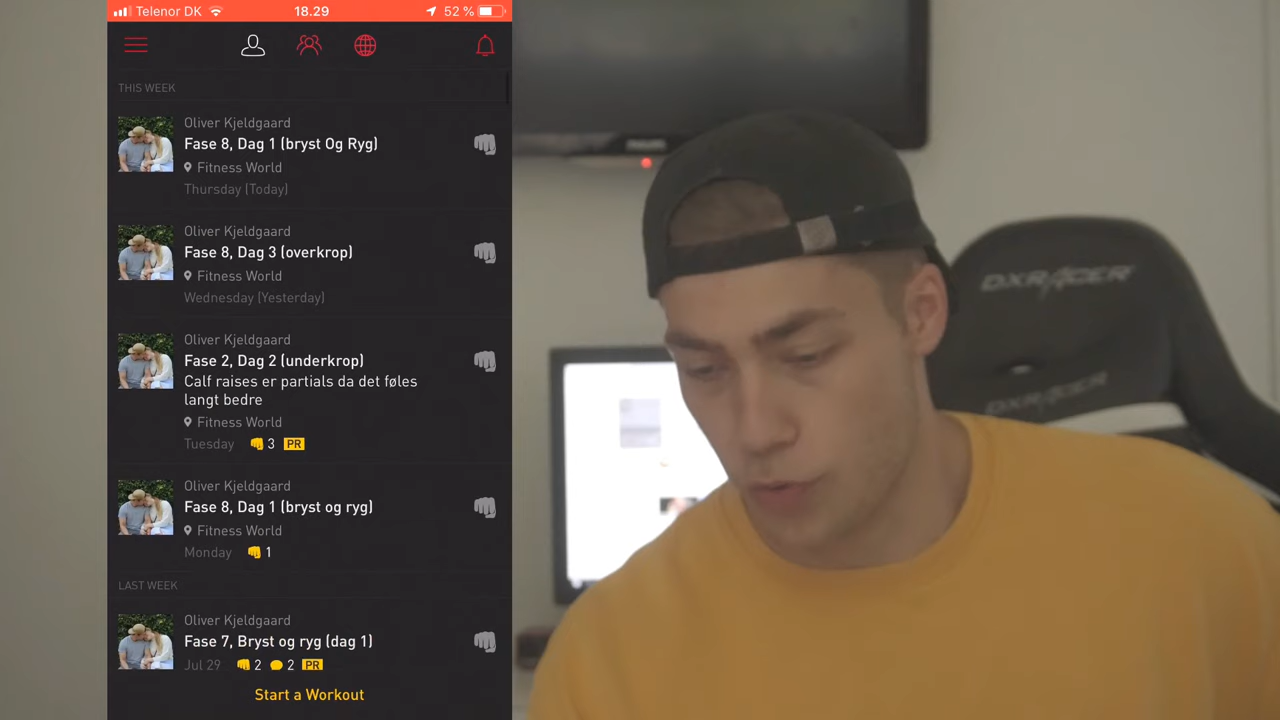 Telenor DK 18.29 52 %
THIS WEEK
Oliver Kjeldgaard
Fase 8, Dag 1 (bryst Og Ryg)
Fitness World
Thursday (Today)
Oliver Kjeldgaard
Fase 8, Dag 3 (overkrop)
Fitness World
Wednesday (Yesterday)
Oliver Kjeldgaard
Fase 2, Dag 2 (underkrop)
Calf raises er partials da det føles
langt bedre
Fitness World
Tuesday 3 PR
Oliver Kjeldgaard
Fase 8, Dag 1 (bryst og ryg)
Fitness World
Monday 1
LAST WEEK
Oliver Kjeldgaard
Fase 7, Bryst og ryg (dag 1)
Jul 29 2 2 PR
Start a Workout
PHILIPS
DXRACER
DXRACER